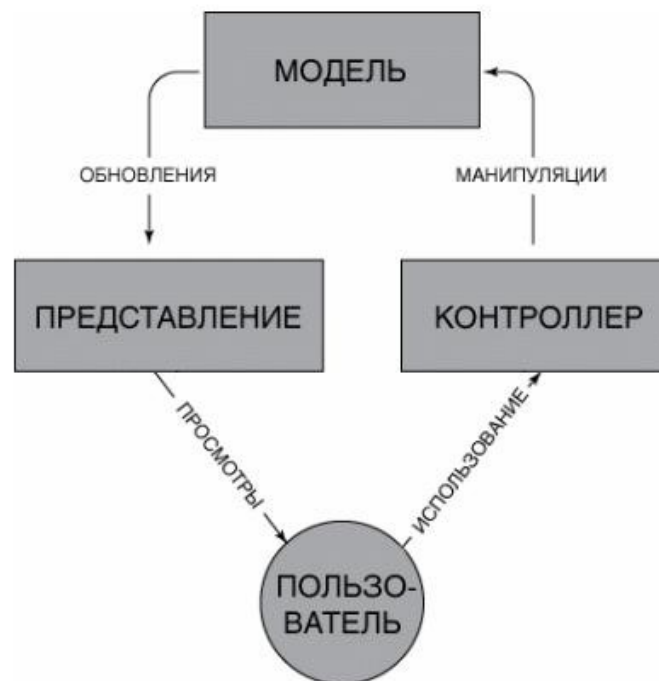 МОДЕЛЬ
ОБНОВЛЕНИЯ
МАНИПУЛЯЦИИ
ПРЕДСТАВЛЕНИЕ
КОНТРОЛЛЕР
ПРОСМОТРЫ
ИСПОЛЬЗОВАНИЕ
ПОЛЬЗО-
ВАТЕЛЬ